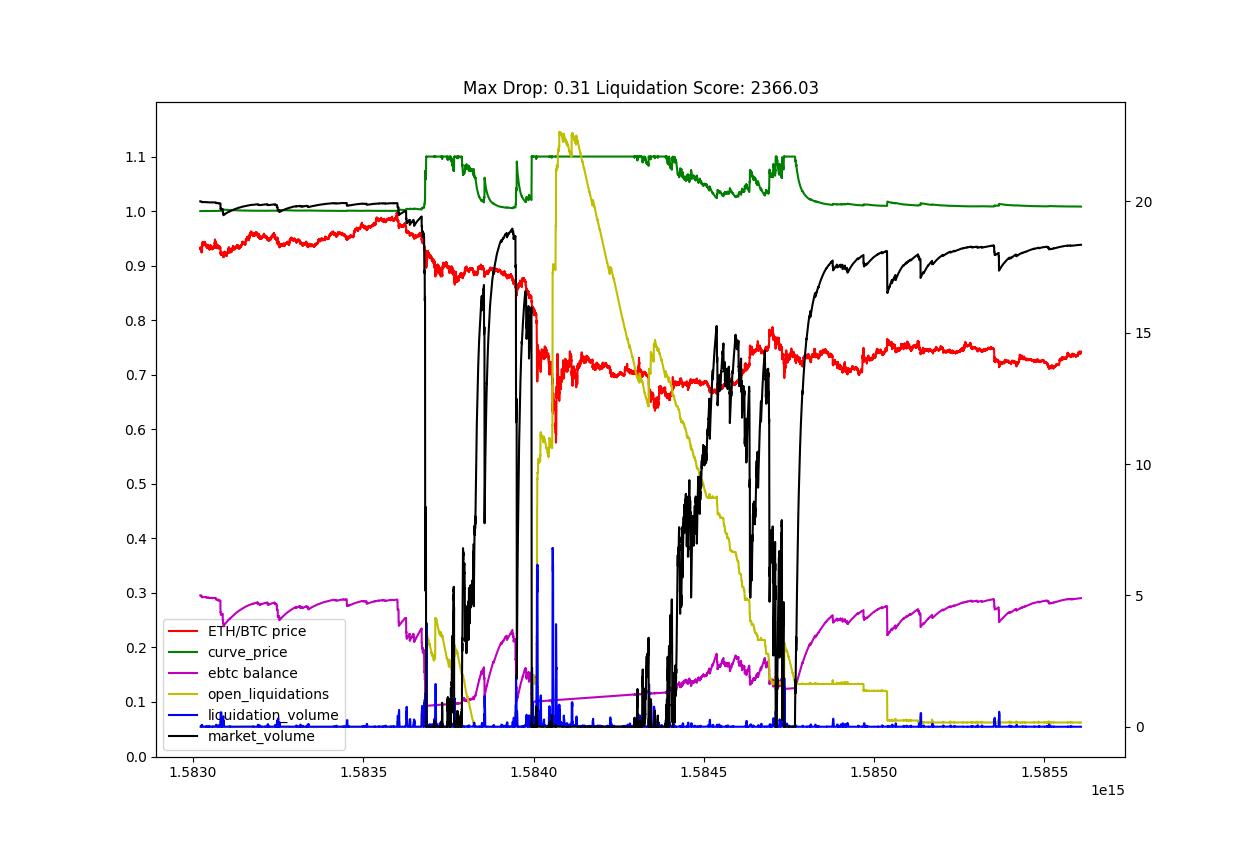 Max Drop: 0.31 Liquidation Score: 2366.03
1.1
1.0
0.9
0.8
0.7
0.6
0.5
0.4
0.3
0.2
0.1
0.0
20
15
10
5
0
ETH/BTC price
curve_price
ebtc balance
open_liquidations
liquidation_volume
market_volume
1.5830 1.5835 1.5840 1.5845 1.5850 1.5855
1e15